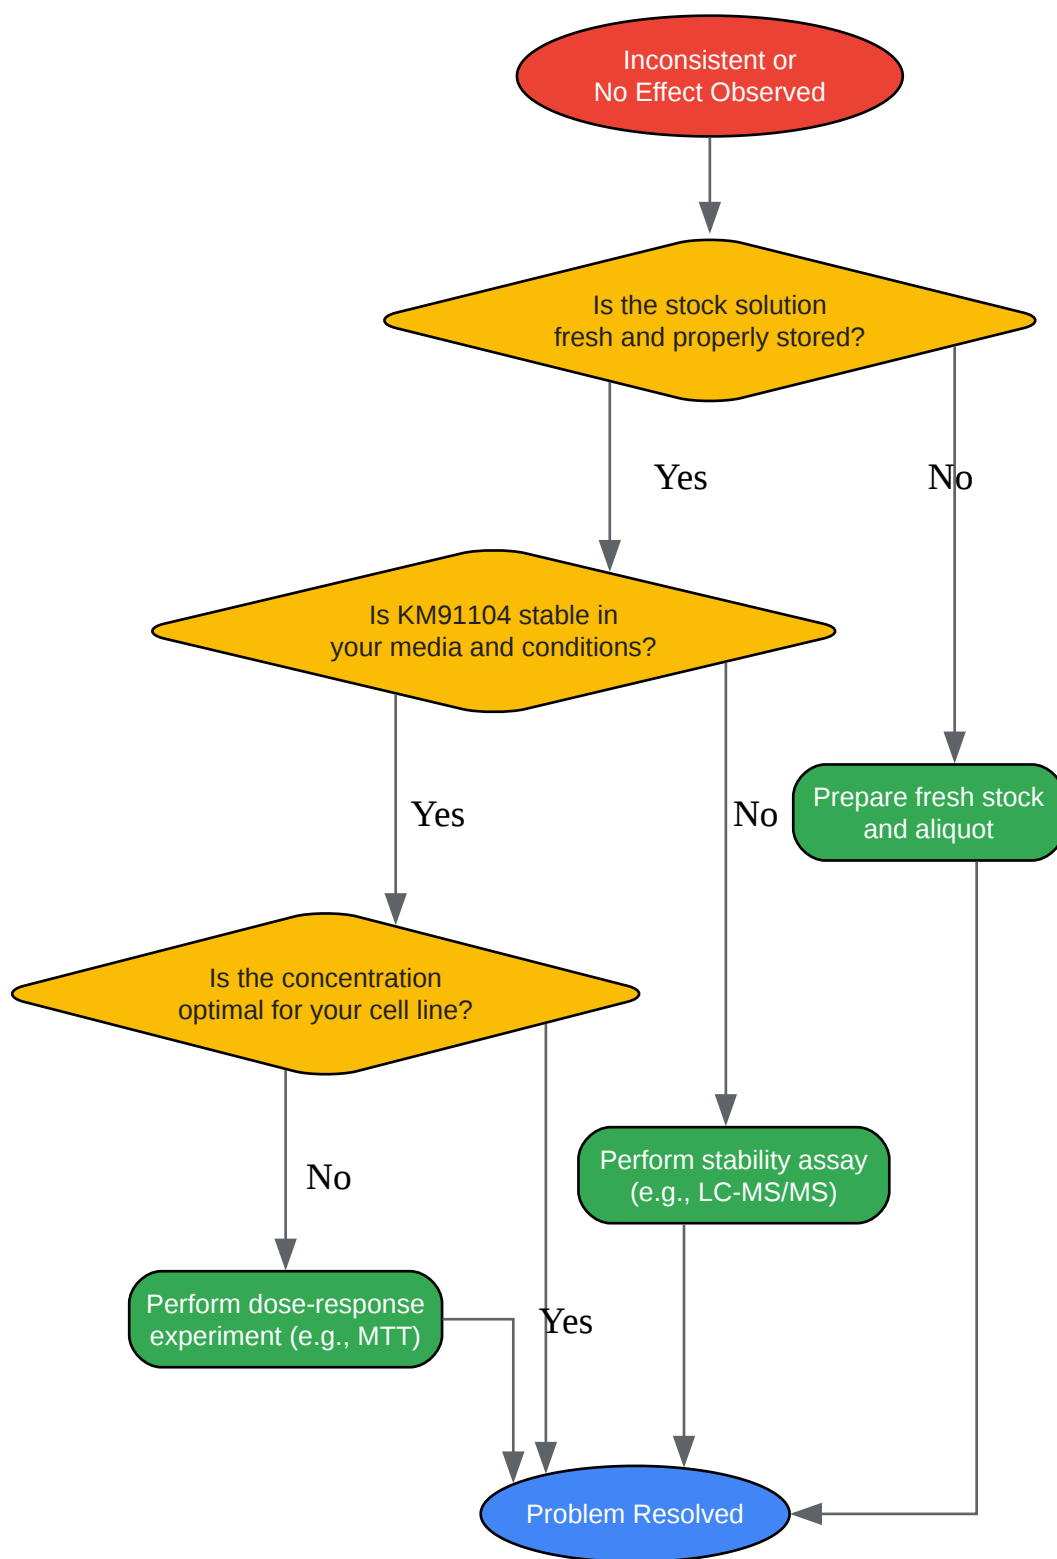 Inconsistent or
No Effect Observed
Is the stock solution
fresh and properly stored?
Yes
No
Is KM91104 stable in
your media and conditions?
Yes
No
Prepare fresh stock
and aliquot
Is the concentration
optimal for your cell line?
No
Yes
Perform stability assay
(e.g., LC-MS/MS)
Perform dose-response
experiment (e.g., MTT)
Problem Resolved